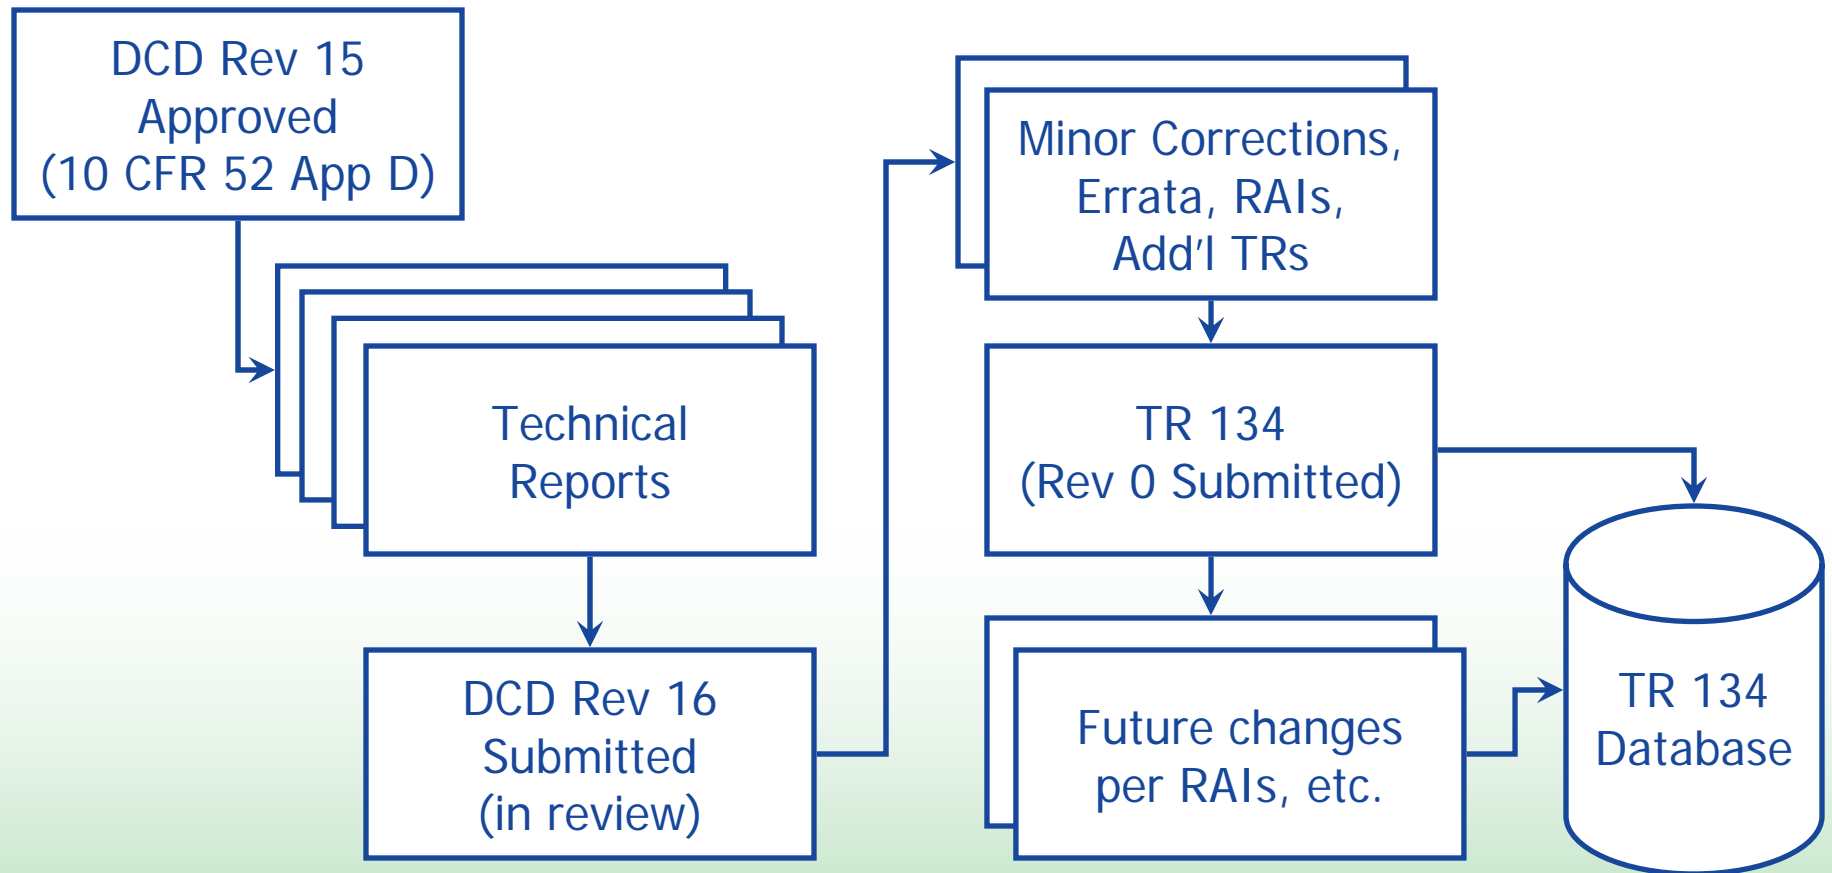 DCD Rev 15
Approved
(10 CFR 52 App D)
Technical
Reports
DCD Rev 16
Submitted
(in review)
Minor Corrections,
Errata, RAIs,
Add'l TRs
TR 134
(Rev 0 Submitted)
Future changes
per RAIs, etc.
TR 134
Database